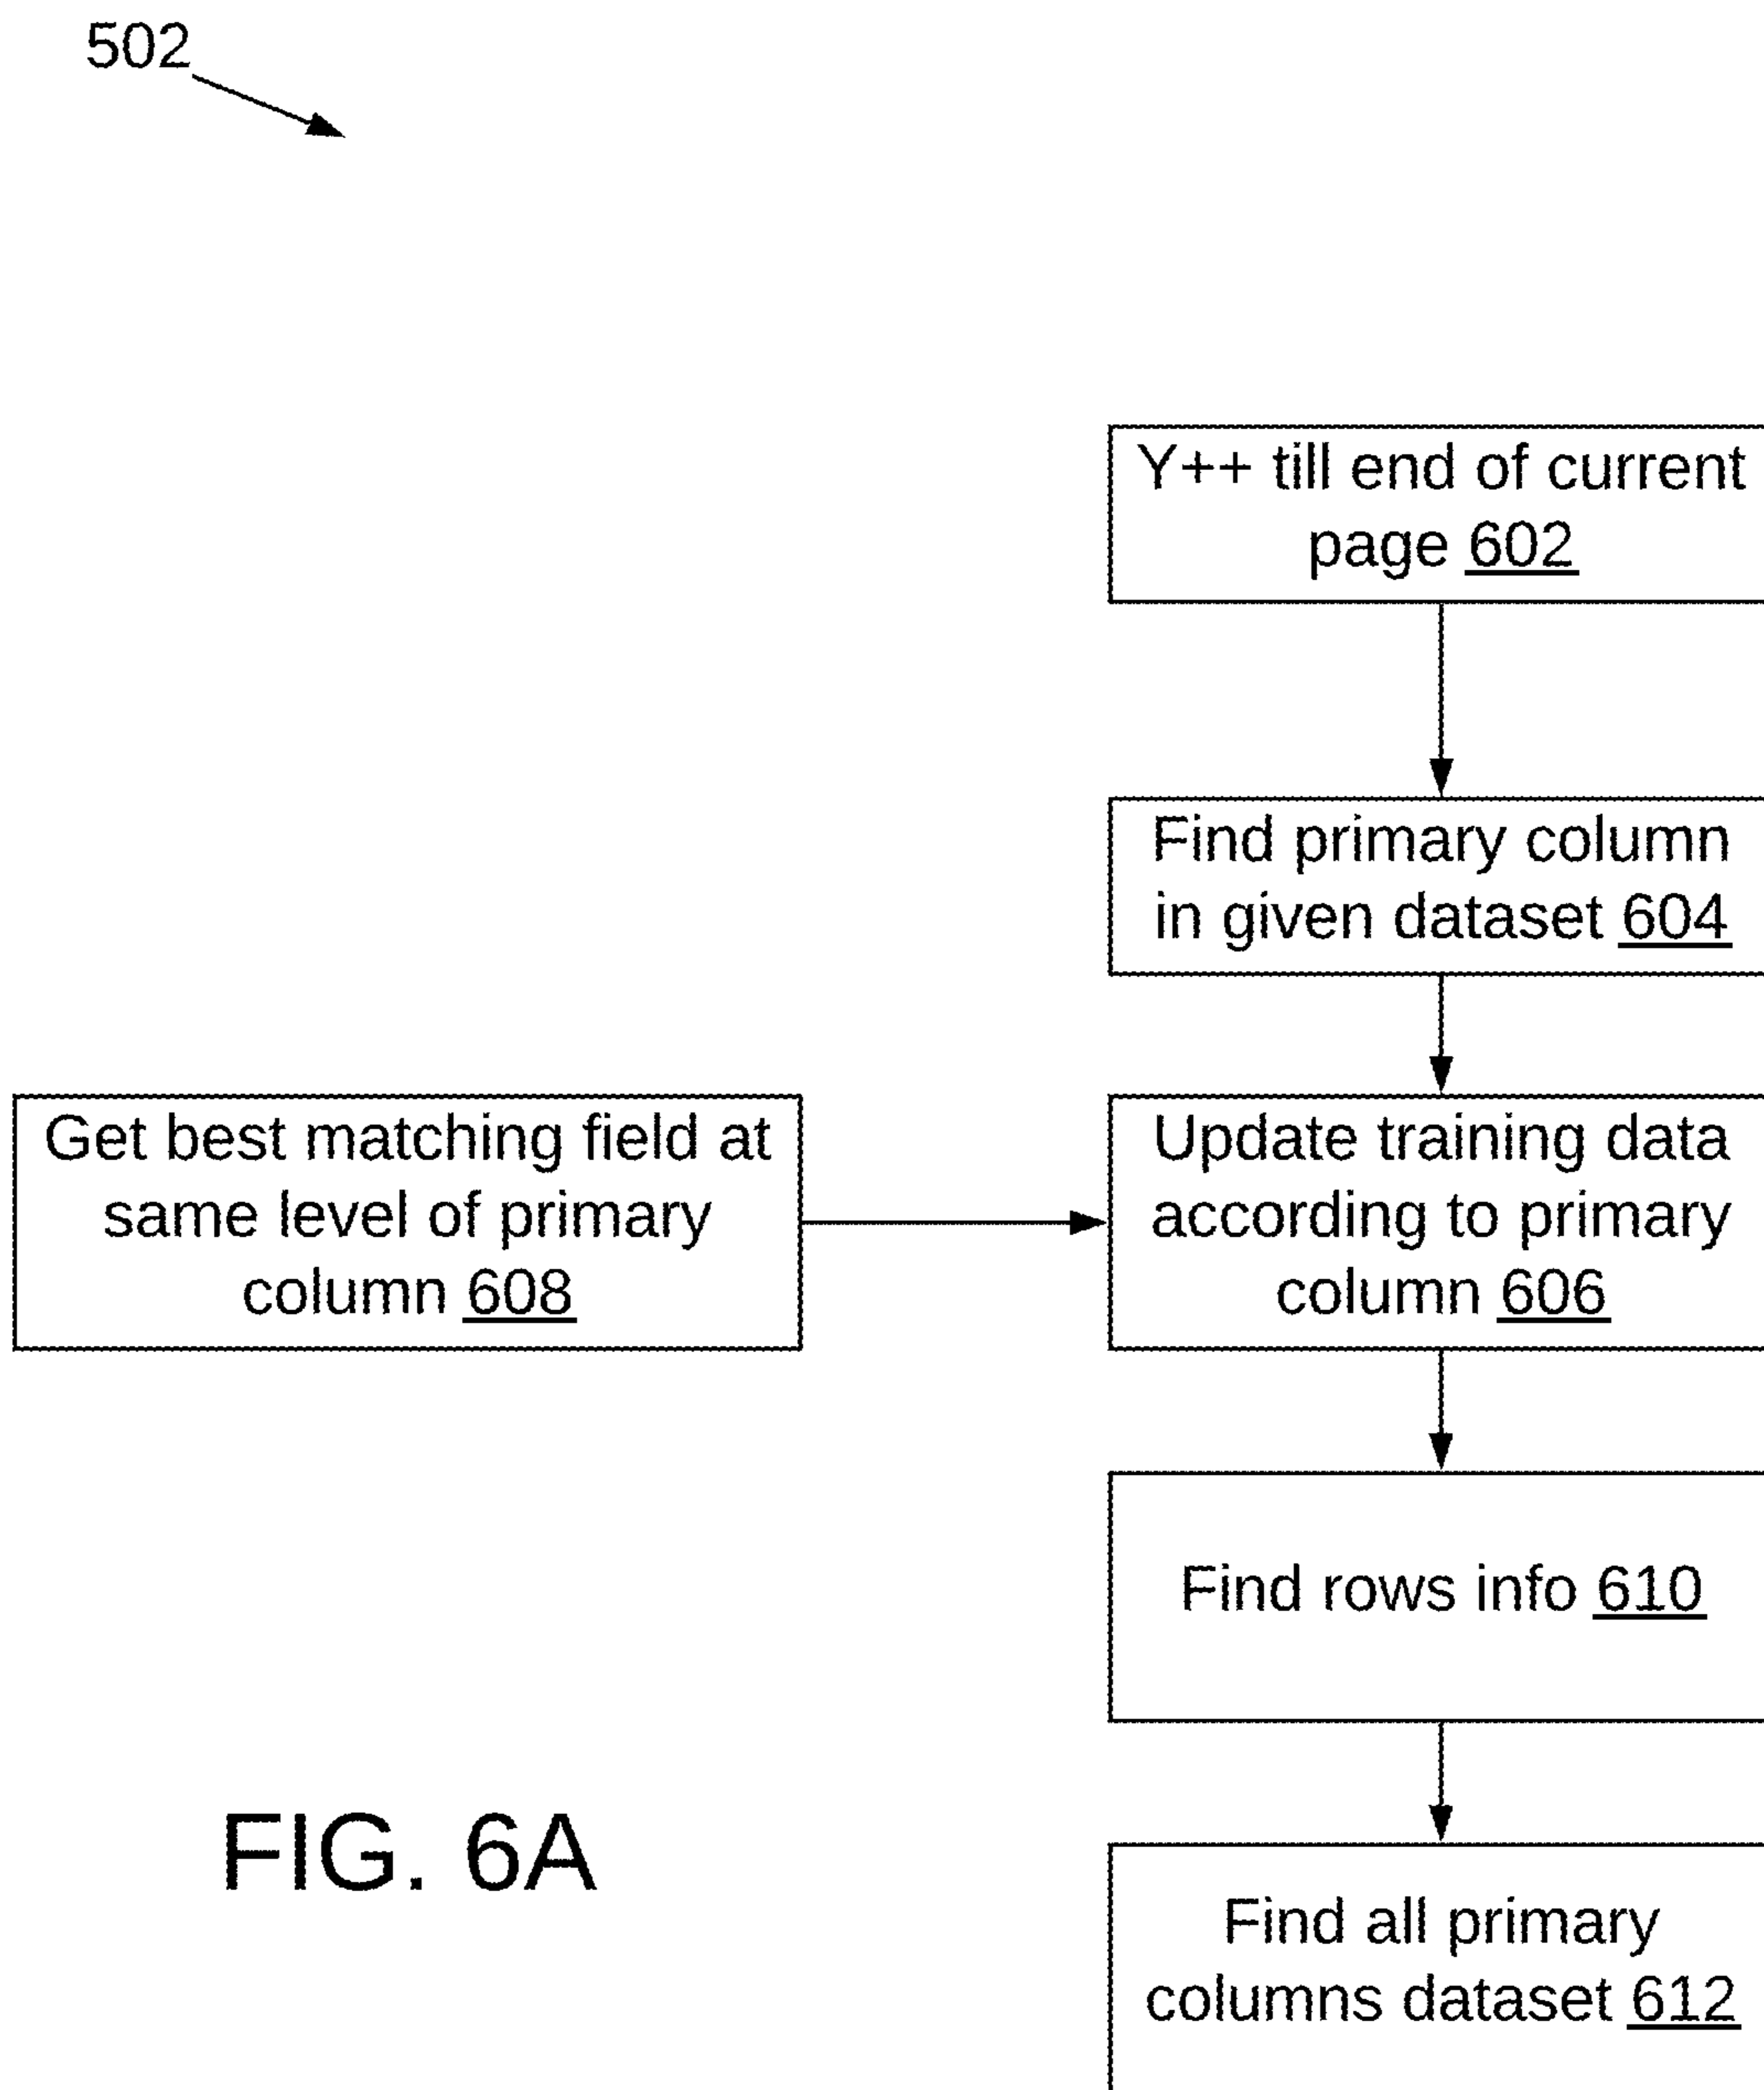 502
Y++ till end of current
page 602
Find primary column
in given dataset 604
Get best matching field at
same level of primary
column 608
Update training data
according to primary
column 606
Find rows info 610
FIG. 6A
Find all primary
columns dataset 612